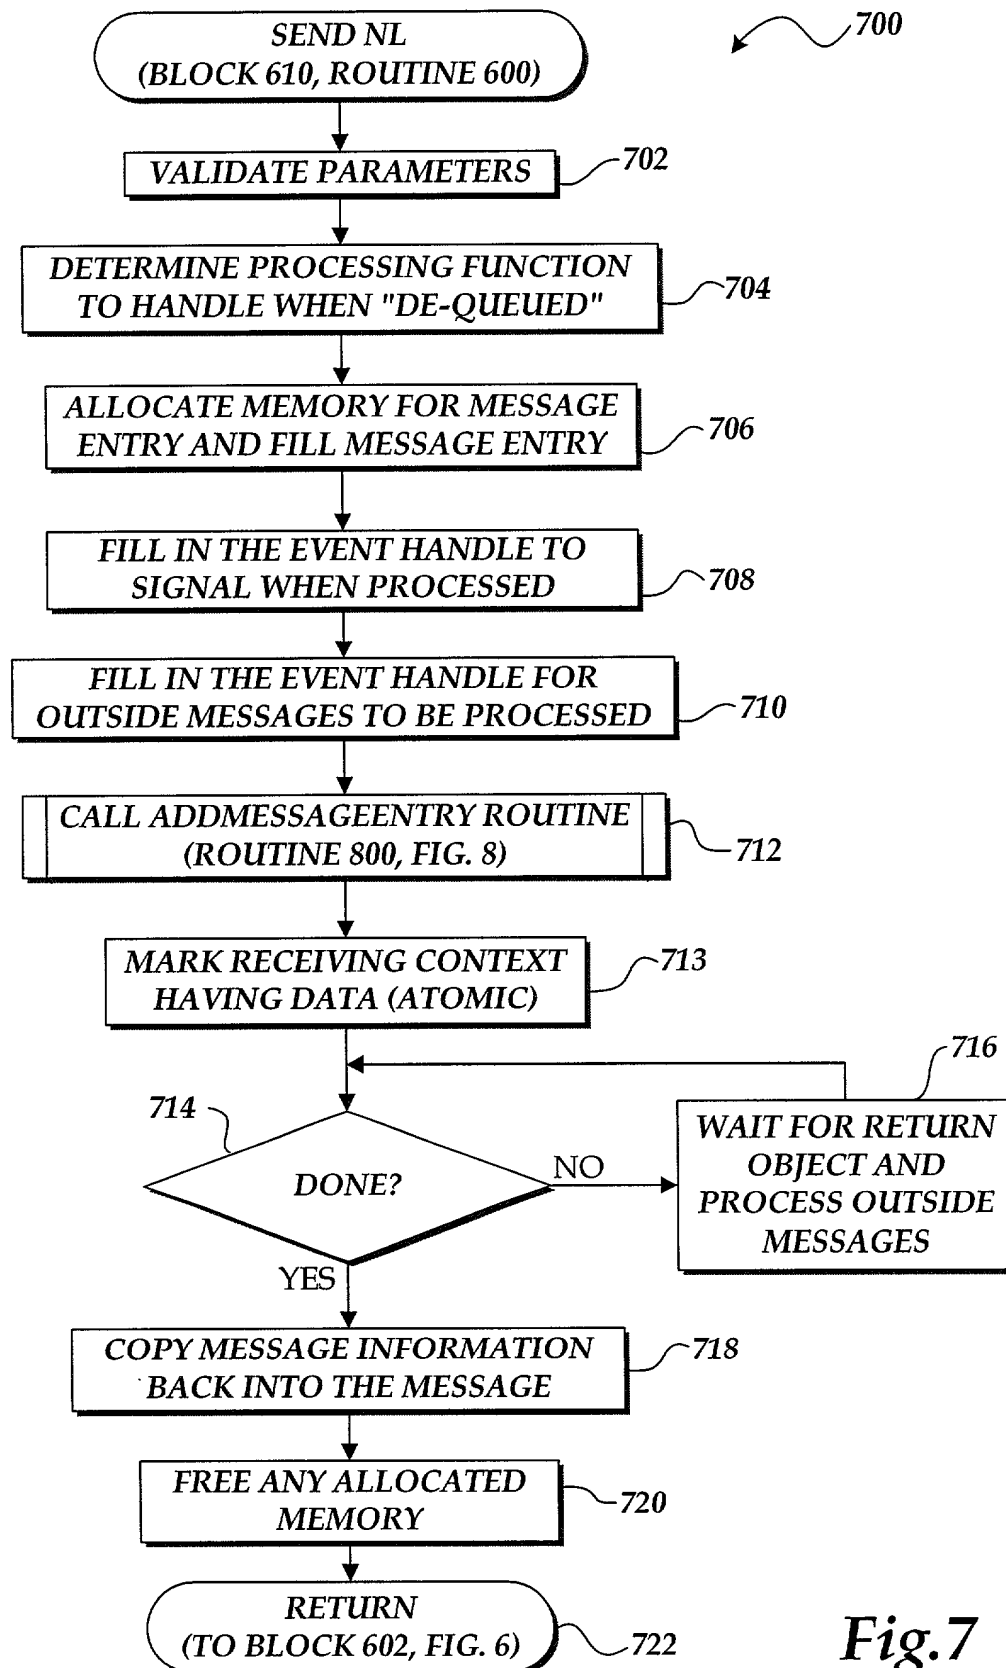 SEND NL
(BLOCK 610, ROUTINE 600)
700
VALIDATE PARAMETERS
702
DETERMINE PROCESSING FUNCTION
TO HANDLE WHEN "DE-QUEUED"
704
ALLOCATE MEMORY FOR MESSAGE
ENTRY AND FILL MESSAGE ENTRY
706
FILL IN THE EVENT HANDLE TO
SIGNAL WHEN PROCESSED
708
FILL IN THE EVENT HANDLE FOR
OUTSIDE MESSAGES TO BE PROCESSED
710
CALL ADDMESSAGEENTRY ROUTINE
(ROUTINE 800, FIG. 8)
712
MARK RECEIVING CONTEXT
HAVING DATA (ATOMIC)
713
714
DONE?
NO
YES
716
WAIT FOR RETURN
OBJECT AND
PROCESS OUTSIDE
MESSAGES
COPY MESSAGE INFORMATION
BACK INTO THE MESSAGE
718
FREE ANY ALLOCATED
MEMORY
720
RETURN
(TO BLOCK 602, FIG. 6)
722
Fig.7